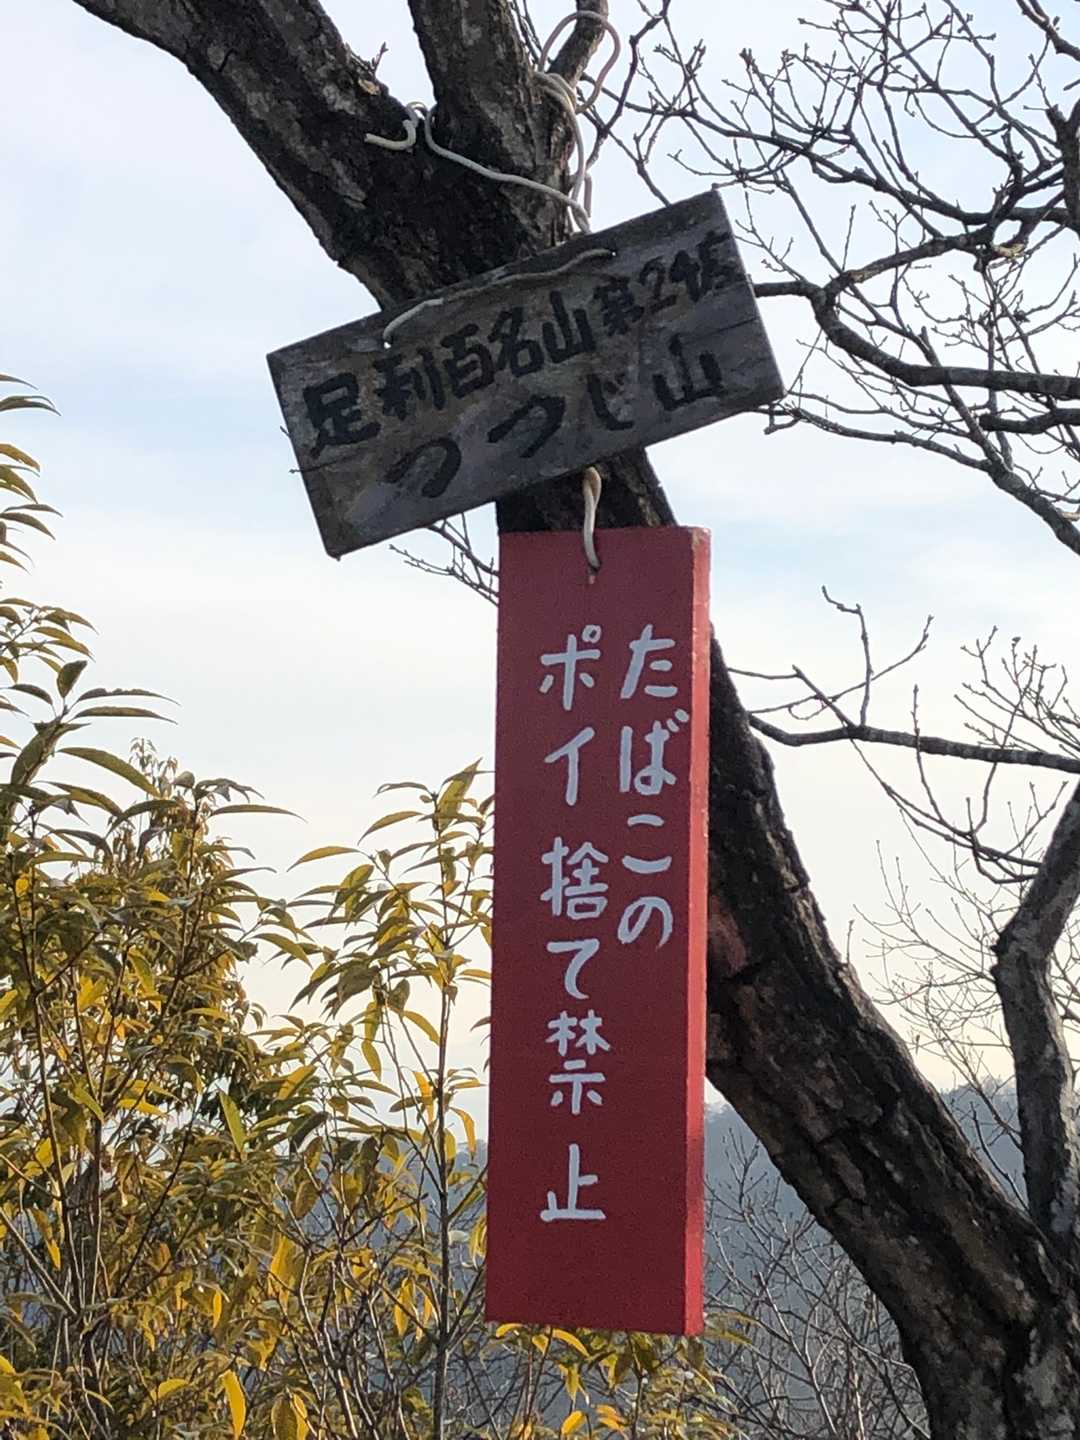 足利百名山第24佐
つつじ山
たばこの
ポイ捨て禁止